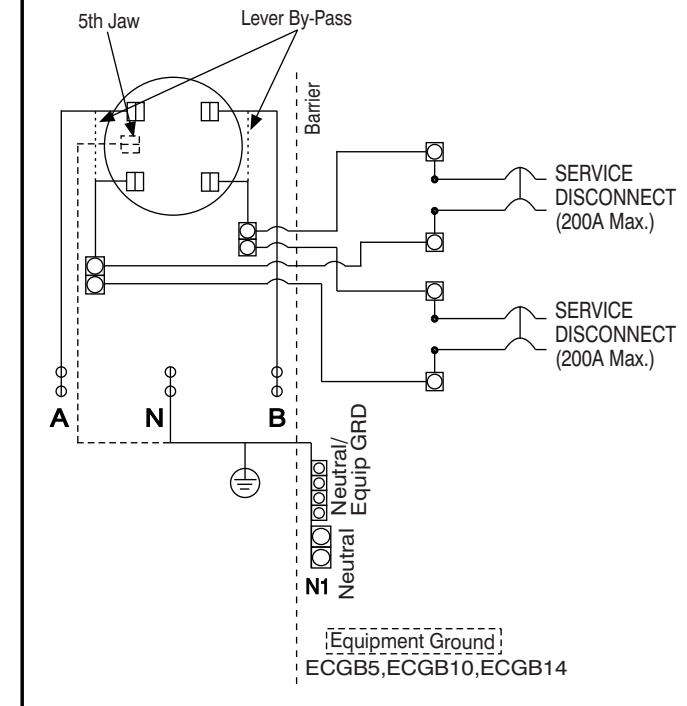 5th Jaw
Lever By-Pass
Barrier
SERVICE
DISCONNECT
(200A Max.)
SERVICE
DISCONNECT
(200A Max.)
A
N
B
Neutral/
Equip GRD
Neutral
N1
Equipment Ground
ECGB5,ECGB10,ECGB14